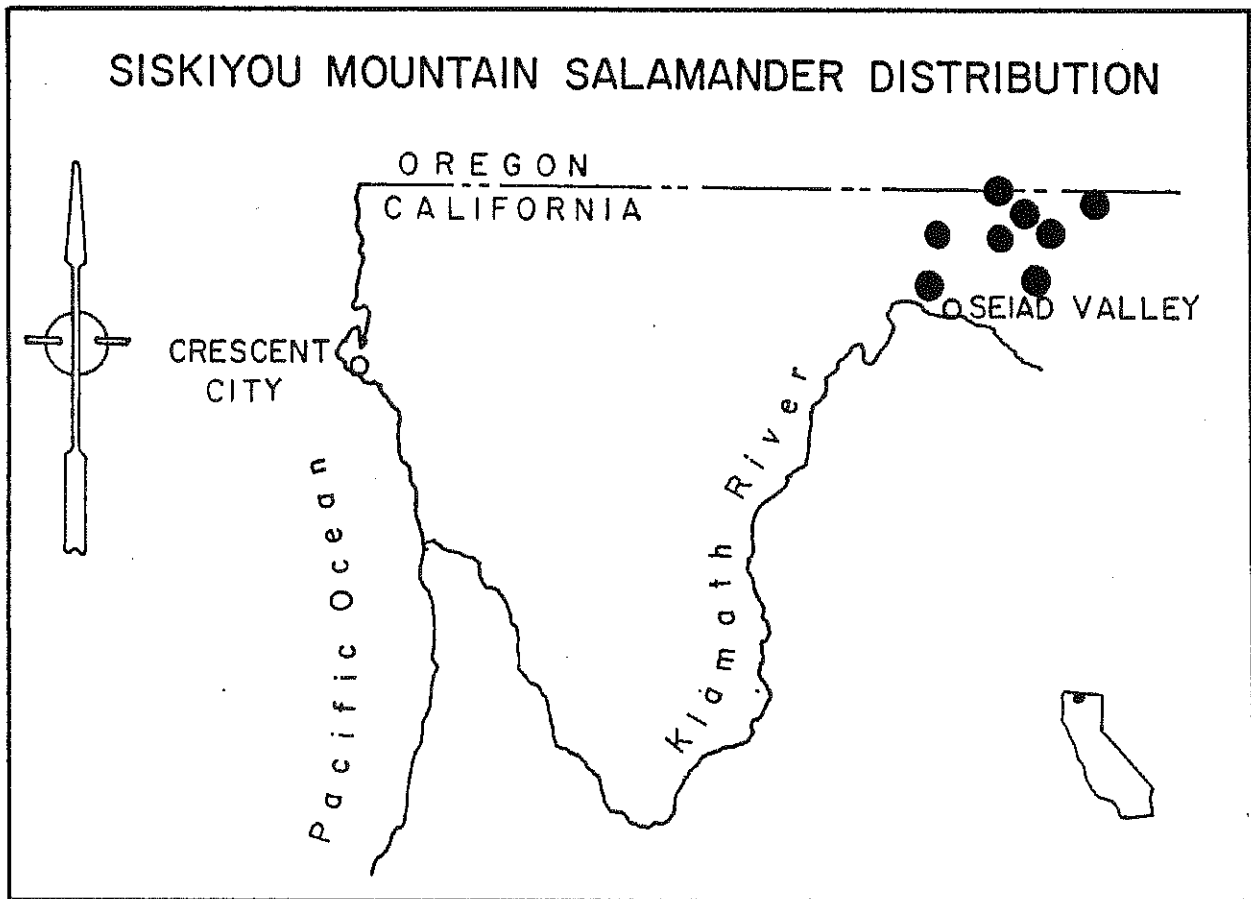 SISKIYOU MOUNTAIN SALAMANDER DISTRIBUTION
OREGON
CALIFORNIA
SEIAD VALLEY
CRESCENT
CITY
Klamath River
Pacific Ocean